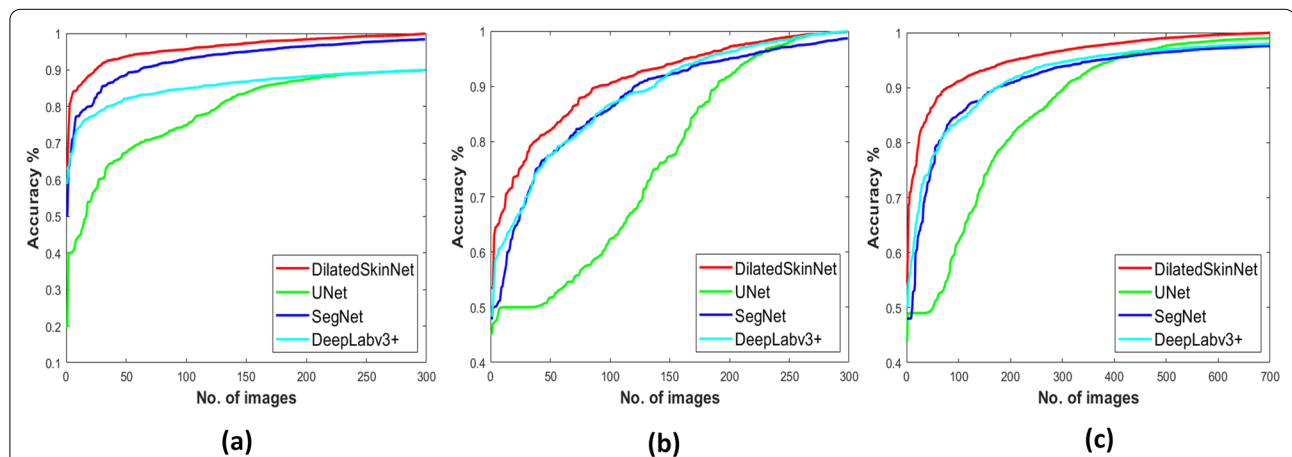 1
0.9
0.8
0.7
0.6
0.5
0.4
0.3
0.2
0.1
Accuracy %
0 50 100 150 200 250 300
No. of images
DilatedSkinNet
UNet
SegNet
DeepLabv3+
(a)
1
0.9
0.8
0.7
0.6
0.5
0.4
Accuracy %
0 50 100 150 200 250 300
No. of images
DilatedSkinNet
UNet
SegNet
DeepLabv3+
(b)
1
0.9
0.8
0.7
0.6
0.5
0.4
Accuracy %
0 100 200 300 400 500 600 700
No. of images
DilatedSkinNet
UNet
SegNet
DeepLabv3+
(c)